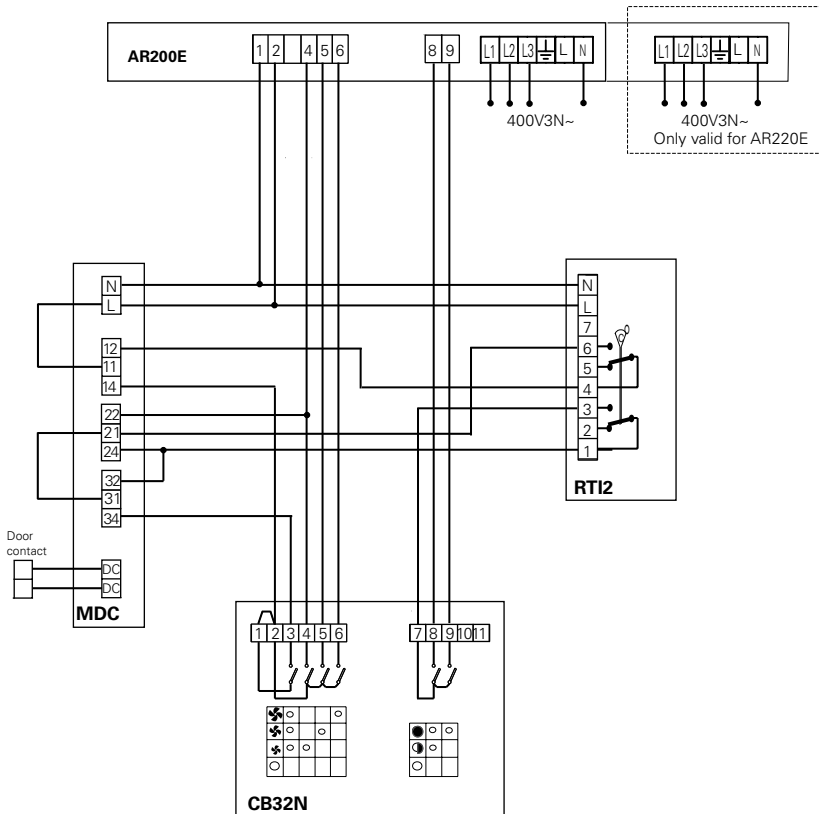 AR200E
1 2 4 5 6
8 9
L1 L2 L3 L N
400V3N~
L1 L2 L3 L N
400V3N~
Only valid for AR220E
N
L
12
11
14
22
21
24
32
31
34
DC
DC
MDC
Door
contact
N
L
7
6
5
4
3
2
1
RTI2
1 2 3 4 5 6
7 8 9 10 11
CB32N